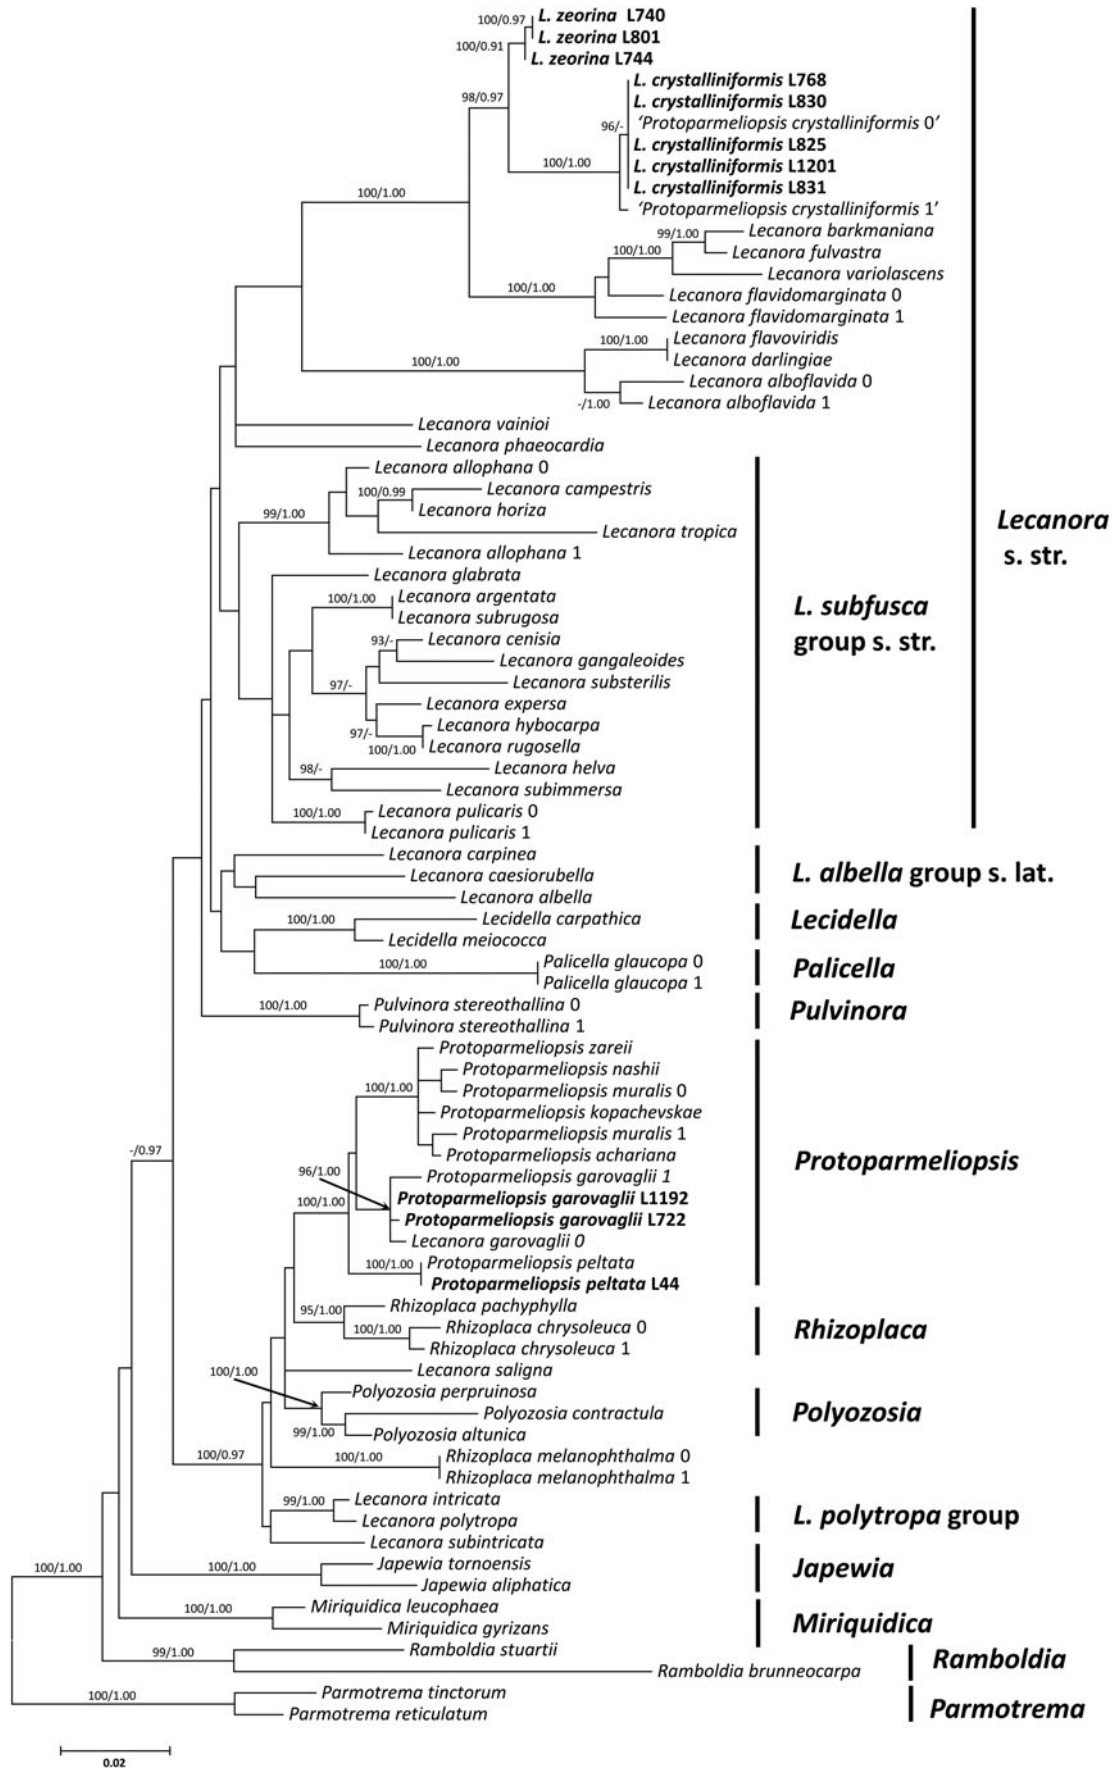 100/0.97
L. zeorina L740
L. zeorina L801
100/0.91
L. zeorina L744
L. crystalliniformis L768
98/0.97
L. crystalliniformis L830
'Protoparmeliopsis crystalliniformis 0'
96/-
L. crystalliniformis L825
100/1.00
L. crystalliniformis L1201
L. crystalliniformis L831
100/1.00
'Protoparmeliopsis crystalliniformis 1'
99/1.00
Lecanora barkmaniana
100/1.00
Lecanora fulvastra
Lecanora variolascens
100/1.00
Lecanora flavidomarginata 0
Lecanora flavidomarginata 1
100/1.00
Lecanora flavoviridis
100/1.00
Lecanora darlingiae
Lecanora alboflavida 0
-/1.00
Lecanora alboflavida 1
Lecanora vainioi
Lecanora phaeocardia
Lecanora allophana 0
100/0.99
Lecanora campestris
99/1.00
Lecanora horiza
Lecanora tropica
Lecanora
s. str.
Lecanora allophana 1
Lecanora glabrata
100/1.00
Lecanora argentata
Lecanora subrugosa
L. subfusca
group s. str.
93/-
Lecanora cenisia
Lecanora gangaleoides
97/-
Lecanora substerilis
Lecanora expersa
97/-
Lecanora hybocarpa
100/1.00
Lecanora rugosella
98/-
Lecanora helva
Lecanora subimmersa
100/1.00
Lecanora pulicaris 0
Lecanora pulicaris 1
Lecanora carpinea
Lecanora caesiorubella
L. albella group s. lat.
Lecanora albella
100/1.00
Lecidella carpathica
Lecidella
Lecidella meiococca
100/1.00
Palicella glaucopa 0
Palicella
Palicella glaucopa 1
100/1.00
Pulvinora stereothallina 0
Pulvinora
Pulvinora stereothallina 1
Protoparmeliopsis zareii
Protoparmeliopsis nashii
100/1.00
Protoparmeliopsis muralis 0
Protoparmeliopsis kopachevskae
Protoparmeliopsis muralis 1
-/0.97
Protoparmeliopsis achariana
Protoparmeliopsis
96/1.00
Protoparmeliopsis garovaglii 1
Protoparmeliopsis garovaglii L1192
100/1.00
Protoparmeliopsis garovaglii L722
Lecanora garovaglii 0
100/1.00
Protoparmeliopsis peltata
Protoparmeliopsis peltata L44
95/1.00
Rhizoplaca pachyphylla
100/1.00
Rhizoplaca chrysoleuca 0
Rhizoplaca
Rhizoplaca chrysoleuca 1
100/1.00
Lecanora saligna
Polyozosia perpruinosa
Polyozosia contractula
Polyozosia
99/1.00
Polyozosia altunica
100/0.97
100/1.00
Rhizoplaca melanophthalma 0
Rhizoplaca melanophthalma 1
99/1.00
Lecanora intricata
Lecanora polytropa
L. polytropa group
Lecanora subintricata
100/1.00
100/1.00
Japewia tornoensis
Japewia
Japewia aliphatica
100/1.00
Miriquidica leucophaea
Miriquidica
Miriquidica gyrizans
99/1.00
Ramboldia stuartii
Ramboldia
Ramboldia brunneocarpa
100/1.00
Parmotrema tinctorum
Parmotrema
Parmotrema reticulatum
0.02